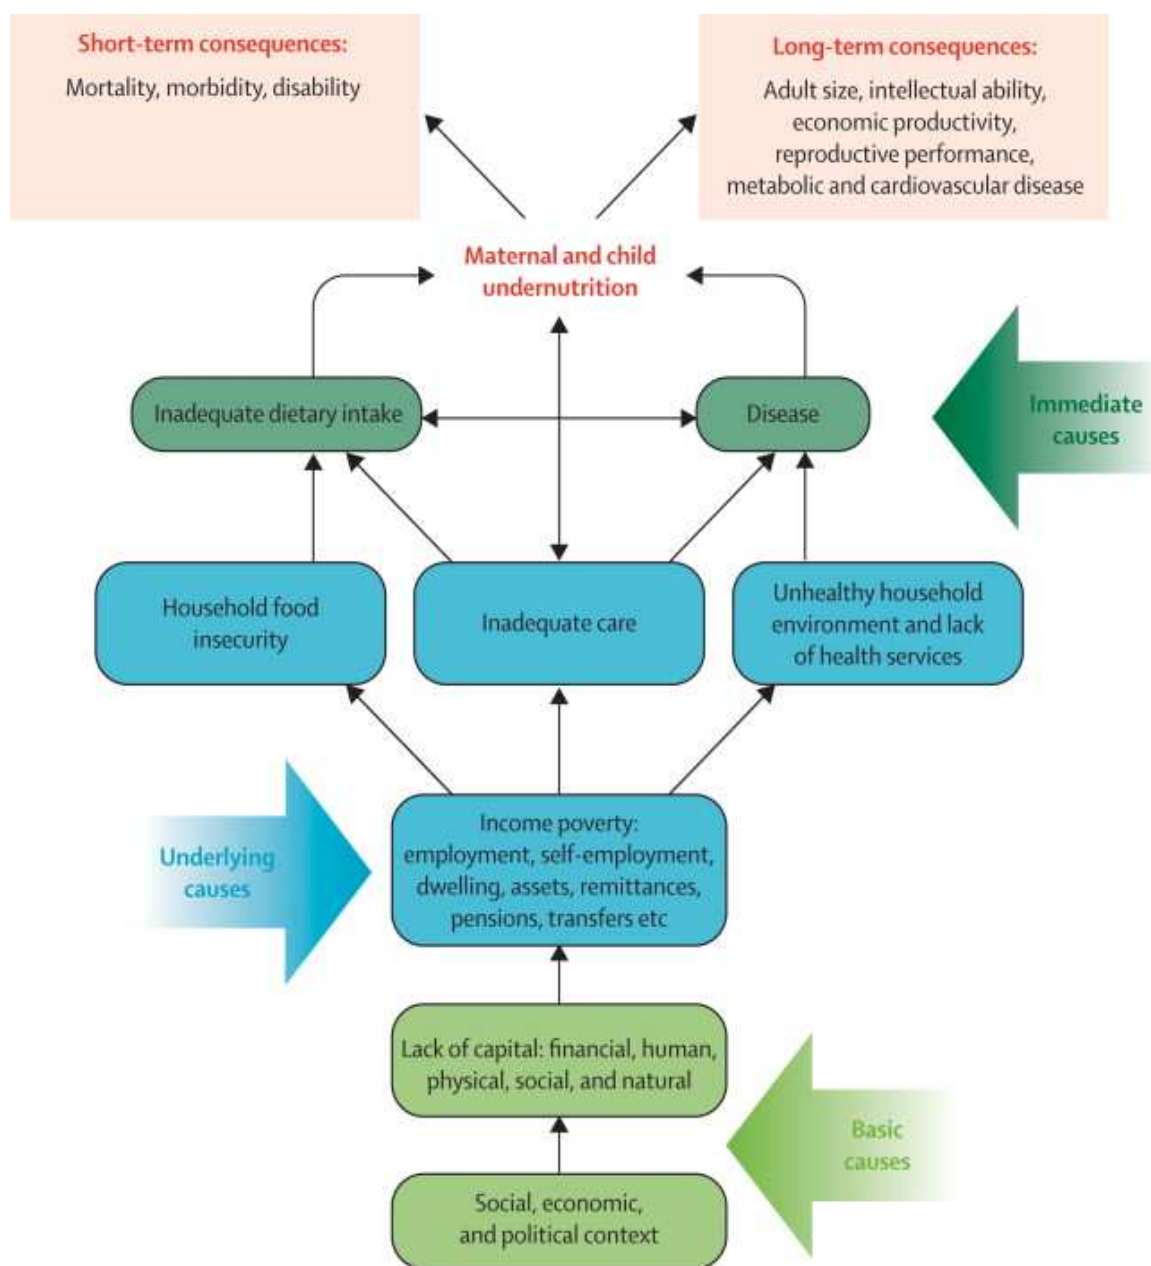 Short-term consequences:
Mortality, morbidity, disability
Long-term consequences:
Adult size, intellectual ability,
economic productivity,
reproductive performance,
metabolic and cardiovascular disease
Maternal and child
undernutrition
Inadequate dietary intake
Disease
Immediate
causes
Household food
insecurity
Inadequate care
Unhealthy household
environment and lack
of health services
Underlying
causes
Income poverty:
employment, self-employment,
dwelling, assets, remittances,
pensions, transfers etc
Lack of capital: financial, human,
physical, social, and natural
Basic
causes
Social, economic,
and political context